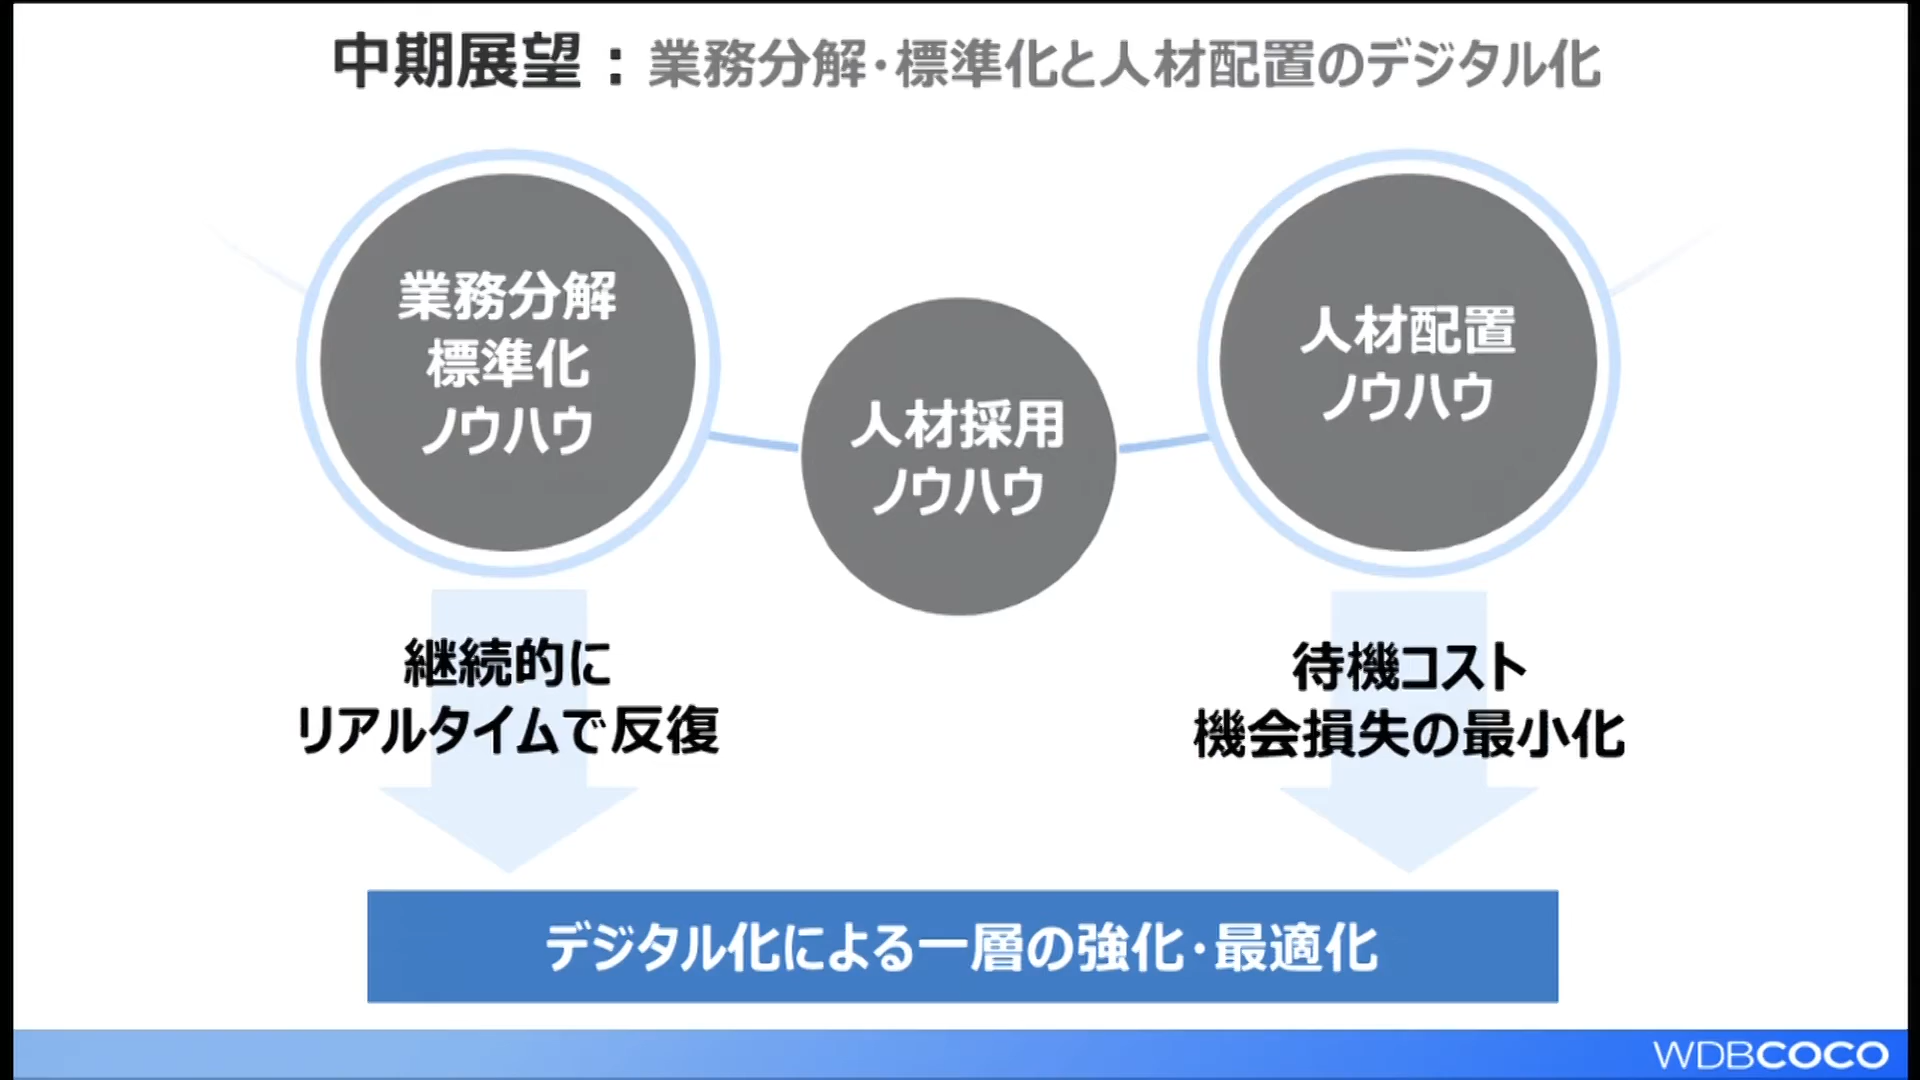 中期展望：業務分解・標準化と人材配置のデジタル化
業務分解
標準化
ノウハウ
人材採用
ノウハウ
人材配置
ノウハウ
継続的に
リアルタイムで反復
待機コスト
機会損失の最小化
デジタル化による一層の強化・最適化
WDBCOCO